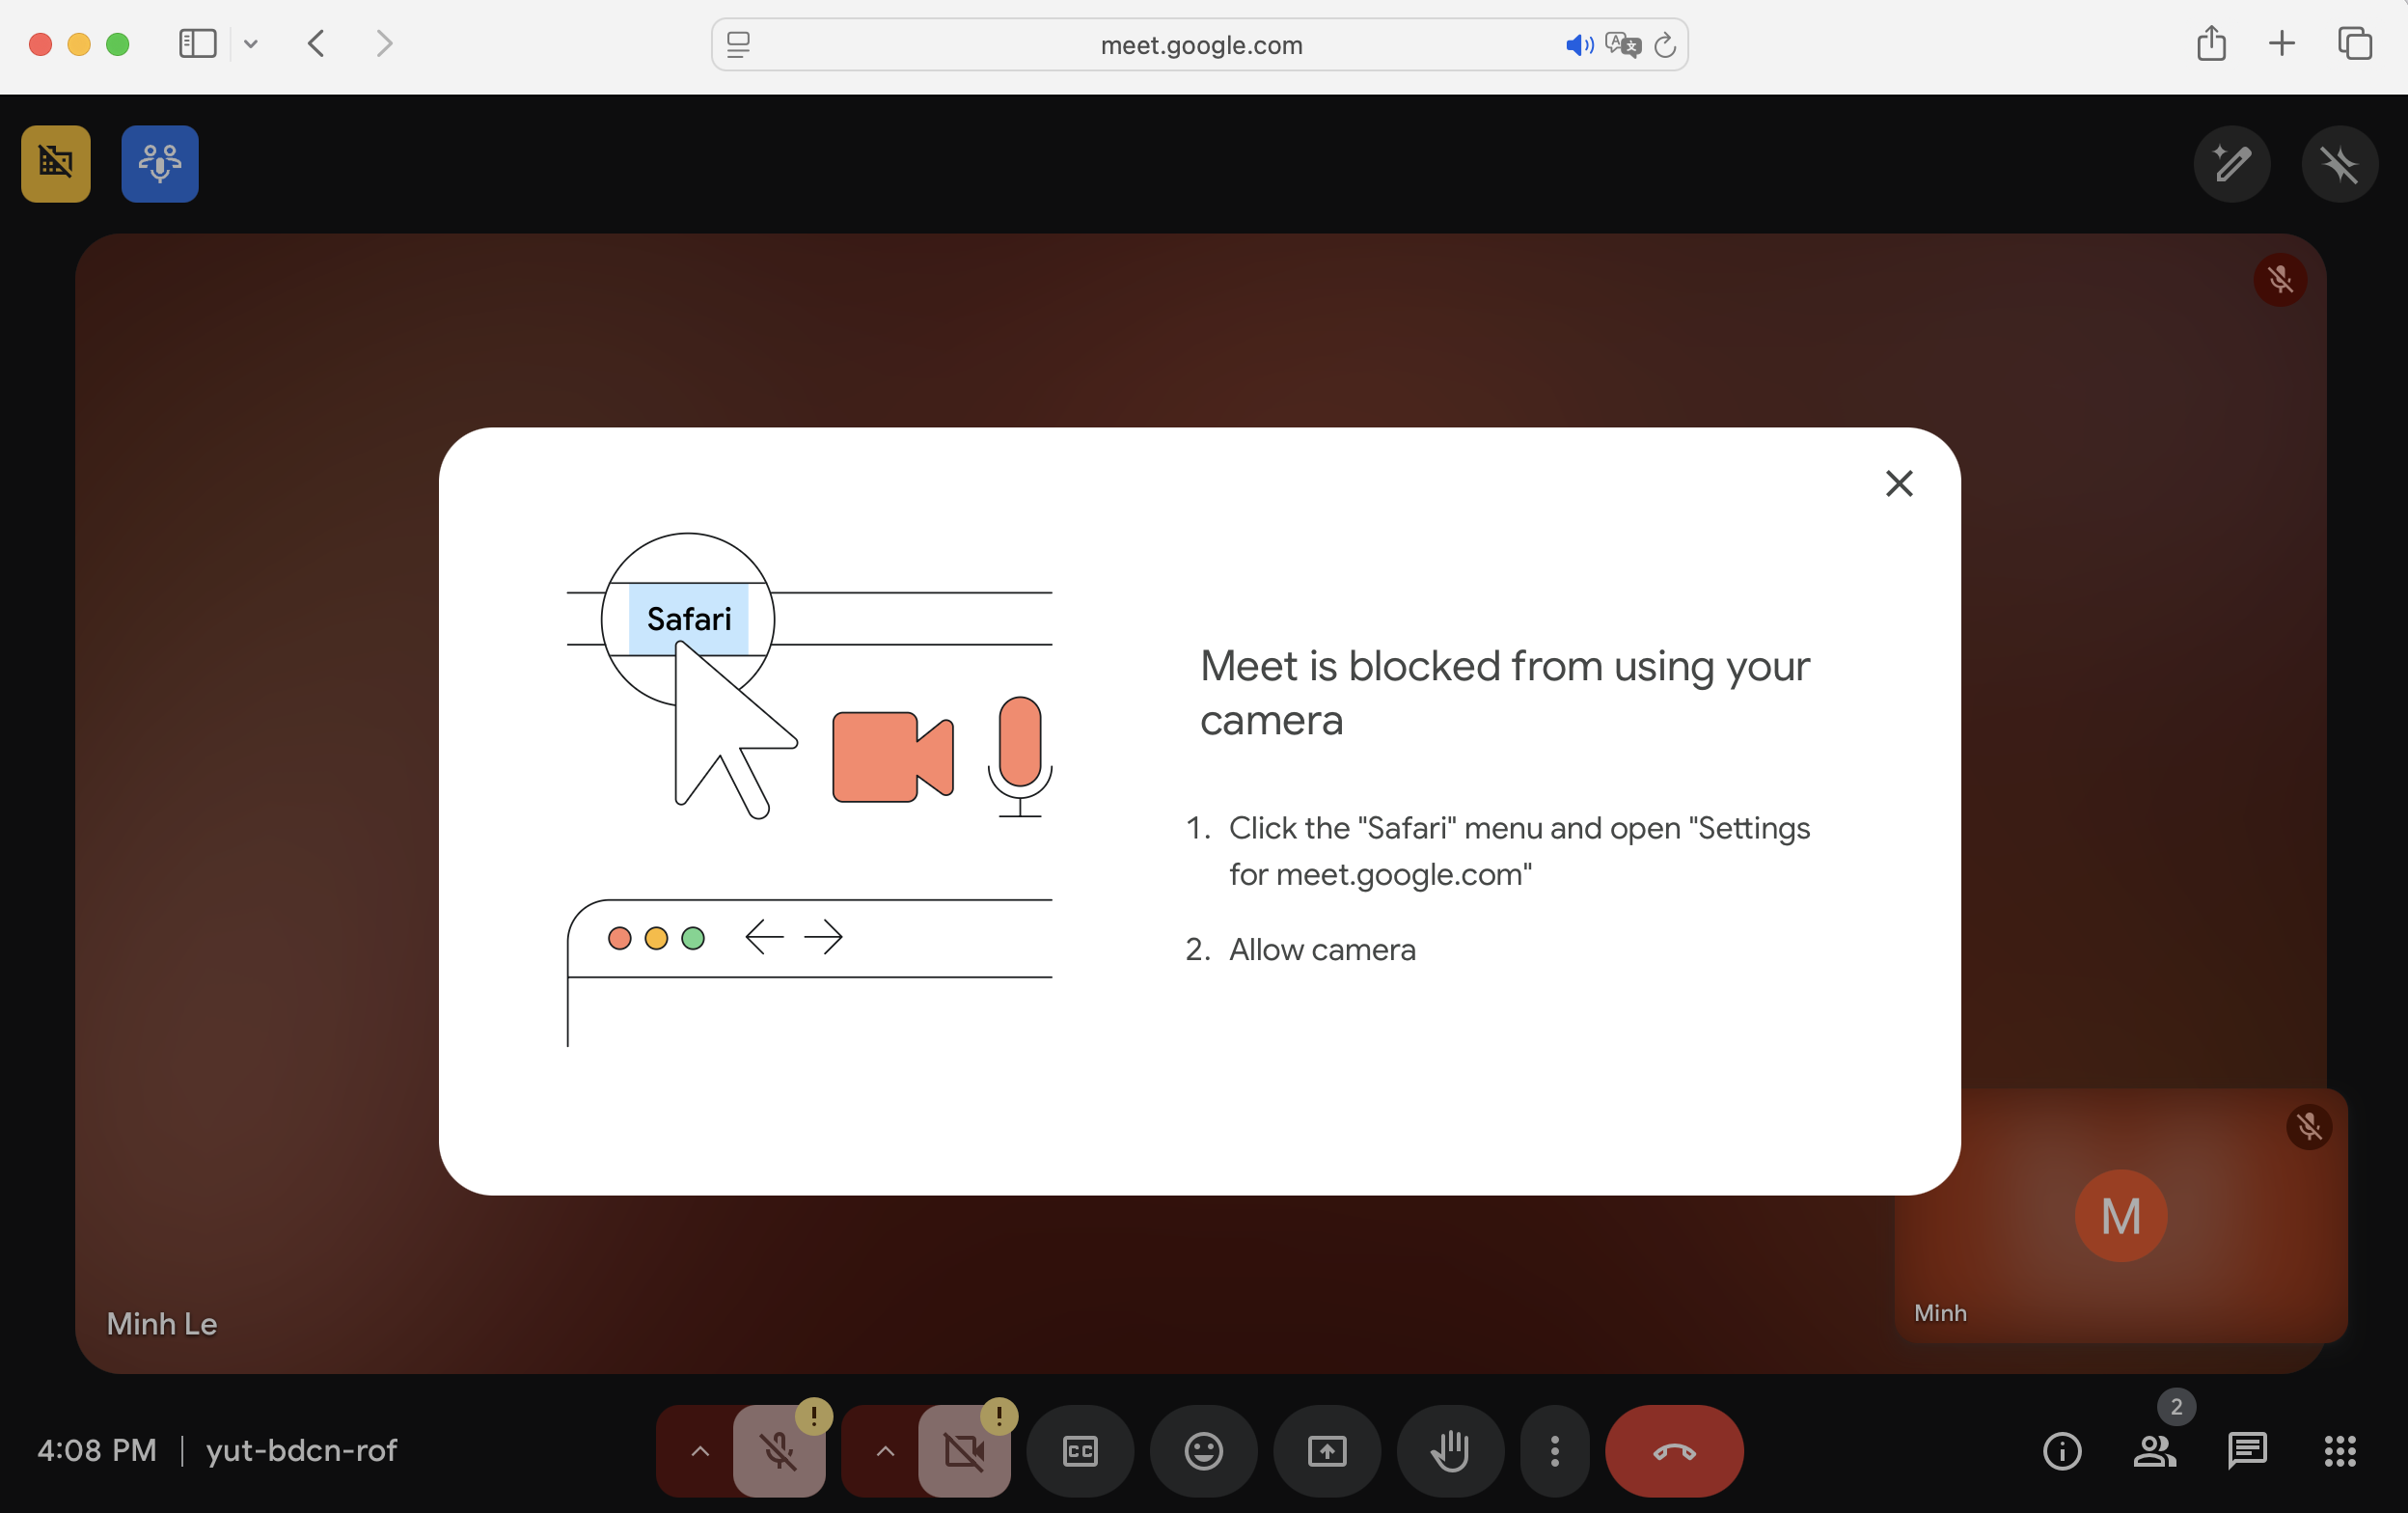 meet.google.com
Safari
Meet is blocked from using your
camera
1. Click the "Safari" menu and open "Settings
for meet.google.com"
2. Allow camera
M
Minh
Minh Le
4:08 PM | yut-bdcn-rof
!
!
CC
2